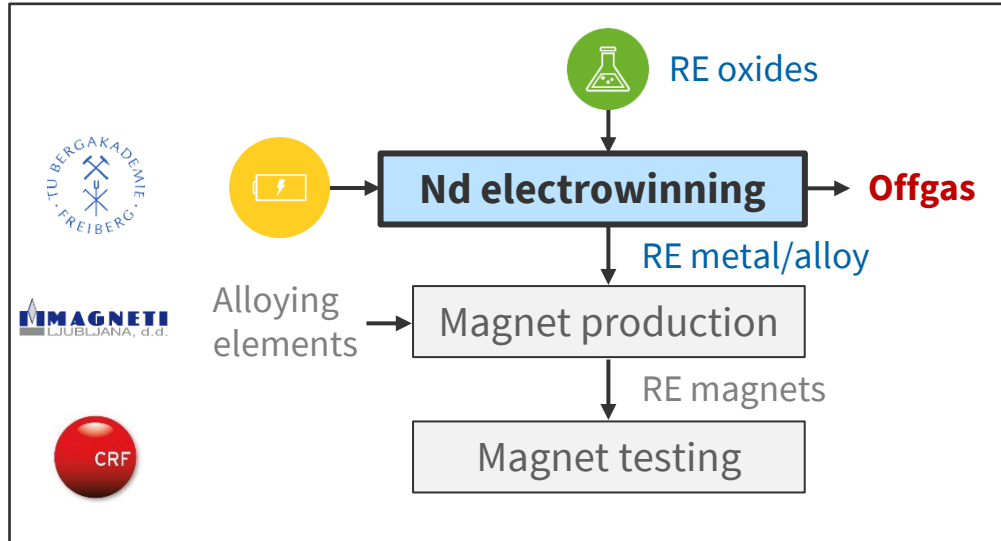 RE oxides
TU BERGAKADEMIE
· FREIBERG ·
Nd electrowinning
Offgas
RE metal/alloy
MAGNETI
LJUBLJANA, d.d.
Alloying
elements
Magnet production
RE magnets
CRF
Magnet testing